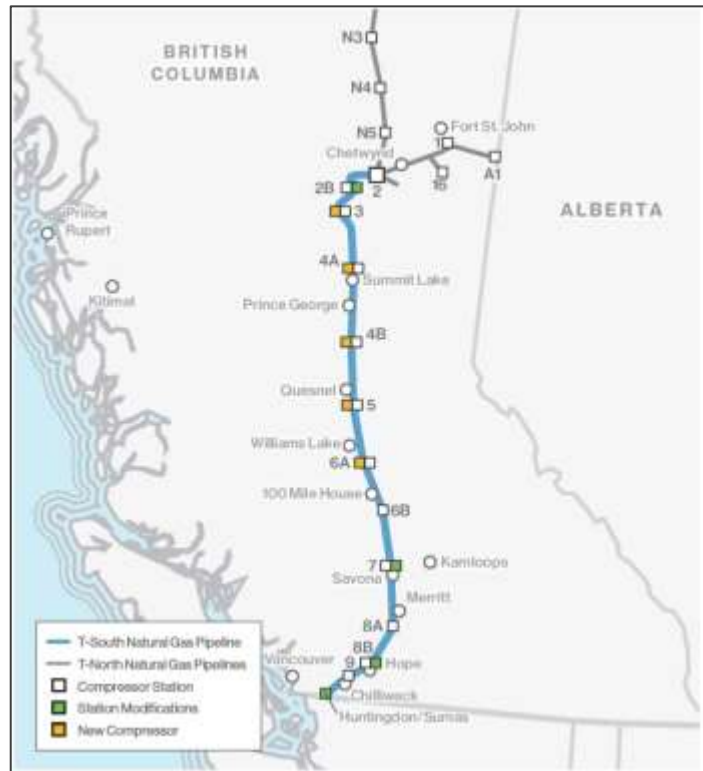 N3
BRITISH
COLUMBIA
N4
N5
Fort St. John
1
Chetwynd
A1
16
2
2B
3
ALBERTA
Prince
Rupert
4A
Summit Lake
Kitimat
Prince George
4B
Quesnel
5
Williams Lake
6A
100 Mile House
6B
7
Kamloops
Savona
Merritt
8A
T-South Natural Gas Pipeline
8B
T-North Natural Gas Pipelines
Vancouver
9
Hope
Compressor Station
Chilliwack
Station Modifications
Huntingdon/Sumas
New Compressor